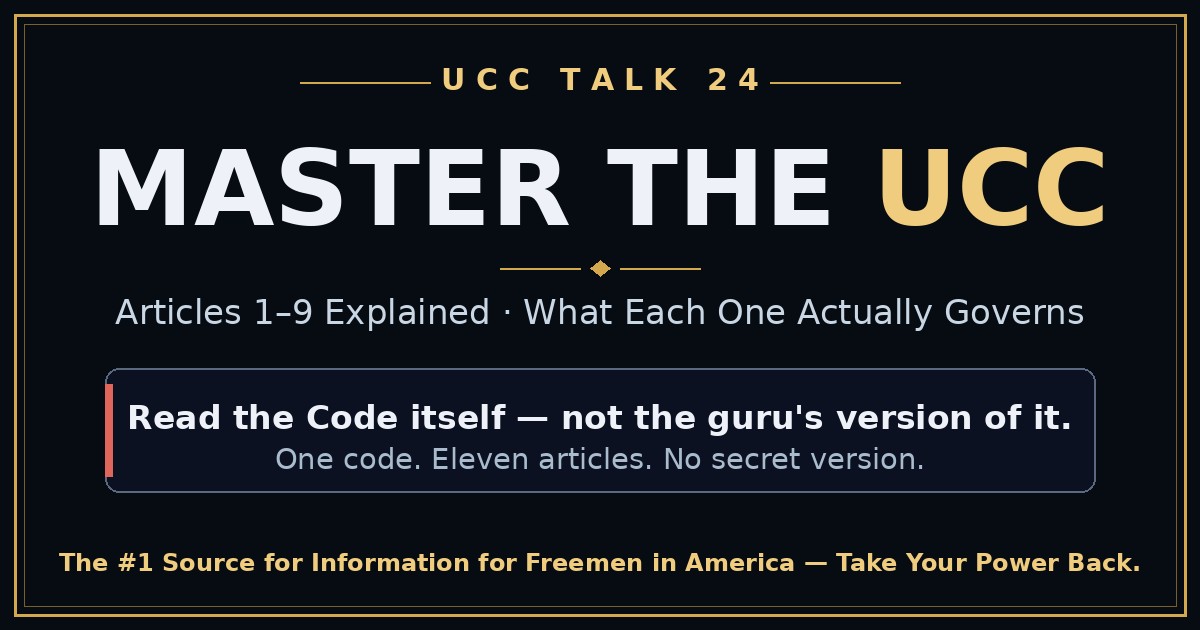 UCC TALK 24
MASTER THE UCC
Articles 1–9 Explained · What Each One Actually Governs
Read the Code itself — not the guru's version of it.
One code. Eleven articles. No secret version.
The #1 Source for Information for Freemen in America — Take Your Power Back.